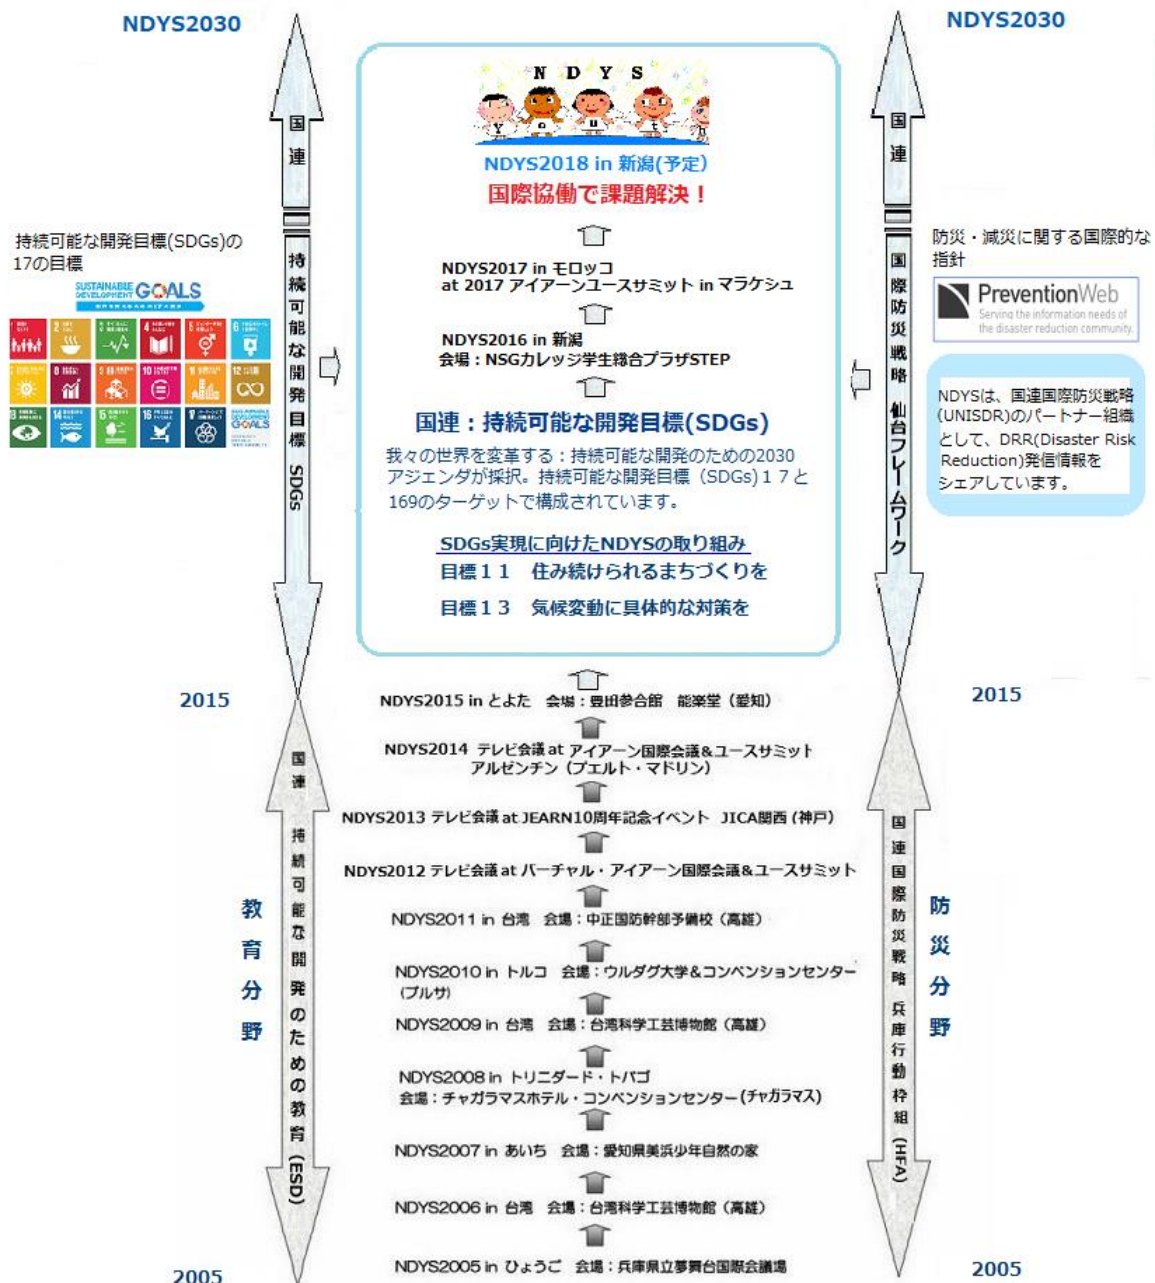 NDYS2030
NDYS2030
国連
持続可能な開発目標 SDGs
国連
国際防災戦略 仙台フレームワーク
N D Y S
Y o u t h
NDYS2018 in 新潟(予定)
国際協働で課題解決！
NDYS2017 in モロッコ
at 2017 アイアーンユースサミット in マラケシュ
NDYS2016 in 新潟
会場：NSGカレッジ学生総合プラザSTEP
国連：持続可能な開発目標(SDGs)
我々の世界を変革する：持続可能な開発のための2030
アジェンダが採択。持続可能な開発目標（SDGs)１７と
169のターゲットで構成されています。
SDGs実現に向けたNDYSの取り組み
目標１１　住み続けられるまちづくりを
目標１３　気候変動に具体的な対策を
持続可能な開発目標(SDGs)の
17の目標
SUSTAINABLE
DEVELOPMENT GOALS
1 2 3 4 5 6
8 9 10 11 12
13 14 15 16 17
SUSTAINABLE
DEVELOPMENT
GOALS
防災・減災に関する国際的な
指針
PreventionWeb
Serving the information needs of
the disaster reduction community.
NDYSは、国連国際防災戦略
(UNISDR)のパートナー組織
として、DRR(Disaster Risk
Reduction)発信情報を
シェアしています。
2015
2015
NDYS2015 in とよた　会場：豊田参合館　能楽堂（愛知）
NDYS2014 テレビ会議 at アイアーン国際会議＆ユースサミット
アルゼンチン（プエルト・マドリン）
NDYS2013 テレビ会議 at JEARN10周年記念イベント　JICA関西 (神戸）
NDYS2012 テレビ会議 at バーチャル・アイアーン国際会議＆ユースサミット
NDYS2011 in 台湾　会場：中正国防幹部予備校（高雄）
NDYS2010 in トルコ　会場：ウルダグ大学＆コンベンションセンター
(ブルサ)
NDYS2009 in 台湾　会場：台湾科学工芸博物館（高雄）
NDYS2008 in トリニダード・トバゴ
会場：チャガラマスホテル・コンベンションセンター(チャガラマス)
NDYS2007 in あいち　会場：愛知県美浜少年自然の家
NDYS2006 in 台湾　会場：台湾科学工芸博物館（高雄）
NDYS2005 in ひょうご　会場：兵庫県立夢舞台国際会議場
教育分野
国連　持続可能な開発のための教育（ESD)
防災分野
国連国際防災戦略 兵庫行動枠組（HFA）
2005
2005